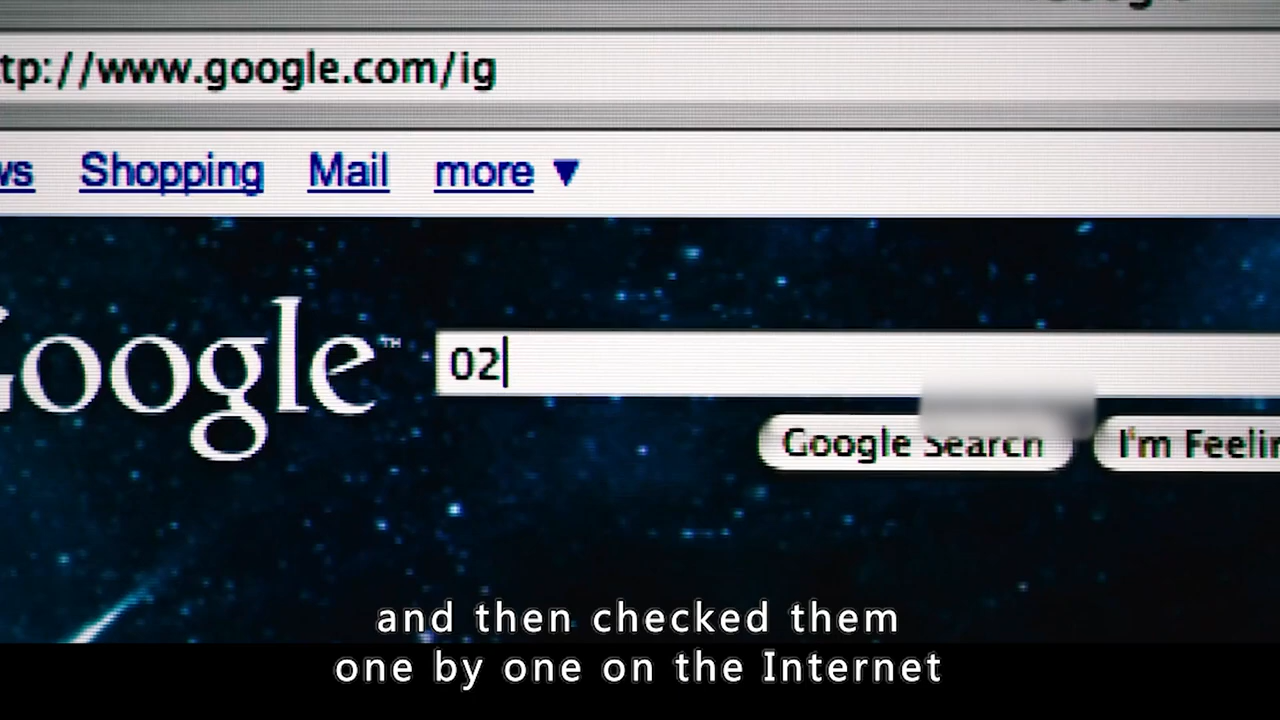 tp://www.google.com/ig
ws Shopping Mail more ▼
Google™
02
Google Search I'm Feelin
and then checked them
one by one on the Internet